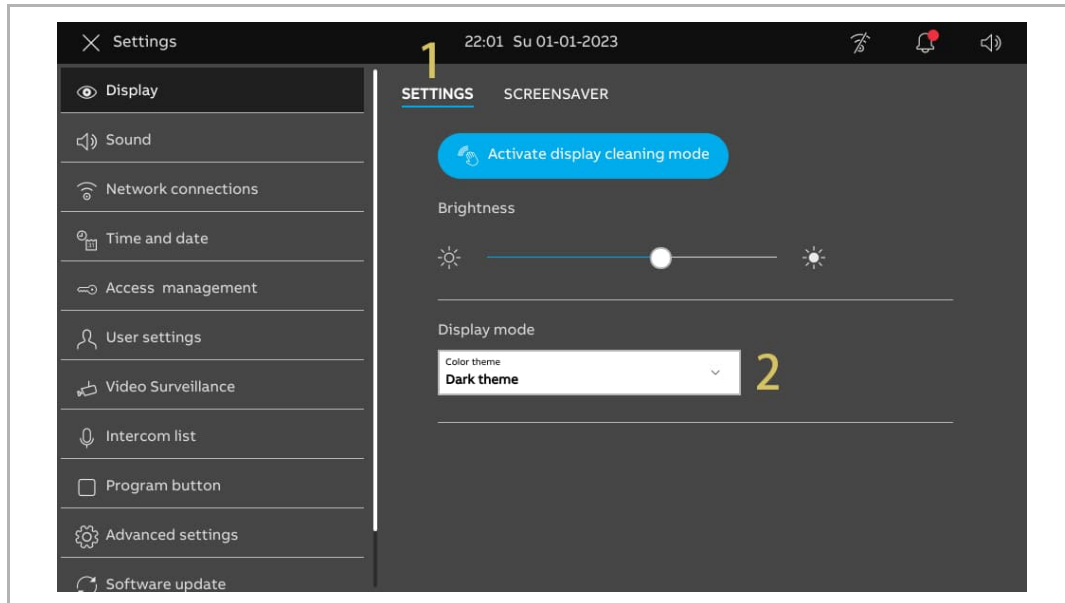 Settings
22:01 Su 01-01-2023
1
Display
Sound
Network connections
Time and date
Access management
User settings
Video Surveillance
Intercom list
Program button
Advanced settings
Software update
SETTINGS SCREENSAVER
Activate display cleaning mode
Brightness
Display mode
Color theme
Dark theme
2